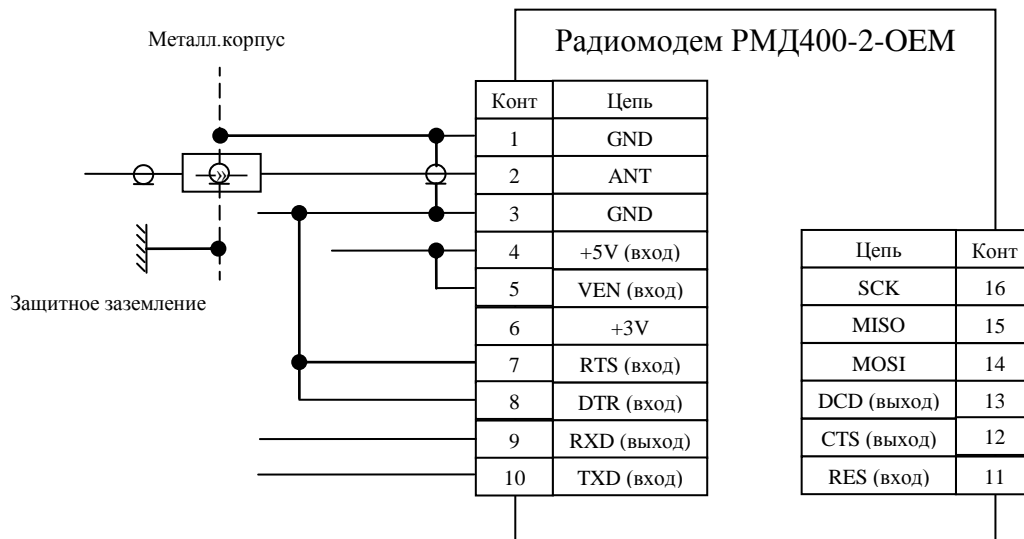 Металл.корпус
Радиомодем РМД400-2-OEM
Конт Цепь
1 GND
2 ANT
3 GND
4 +5V (вход)
5 VEN (вход)
6 +3V
7 RTS (вход)
8 DTR (вход)
9 RXD (выход)
10 TXD (вход)
Защитное заземление
Цепь Конт
SCK 16
MISO 15
MOSI 14
DCD (выход) 13
CTS (выход) 12
RES (вход) 11